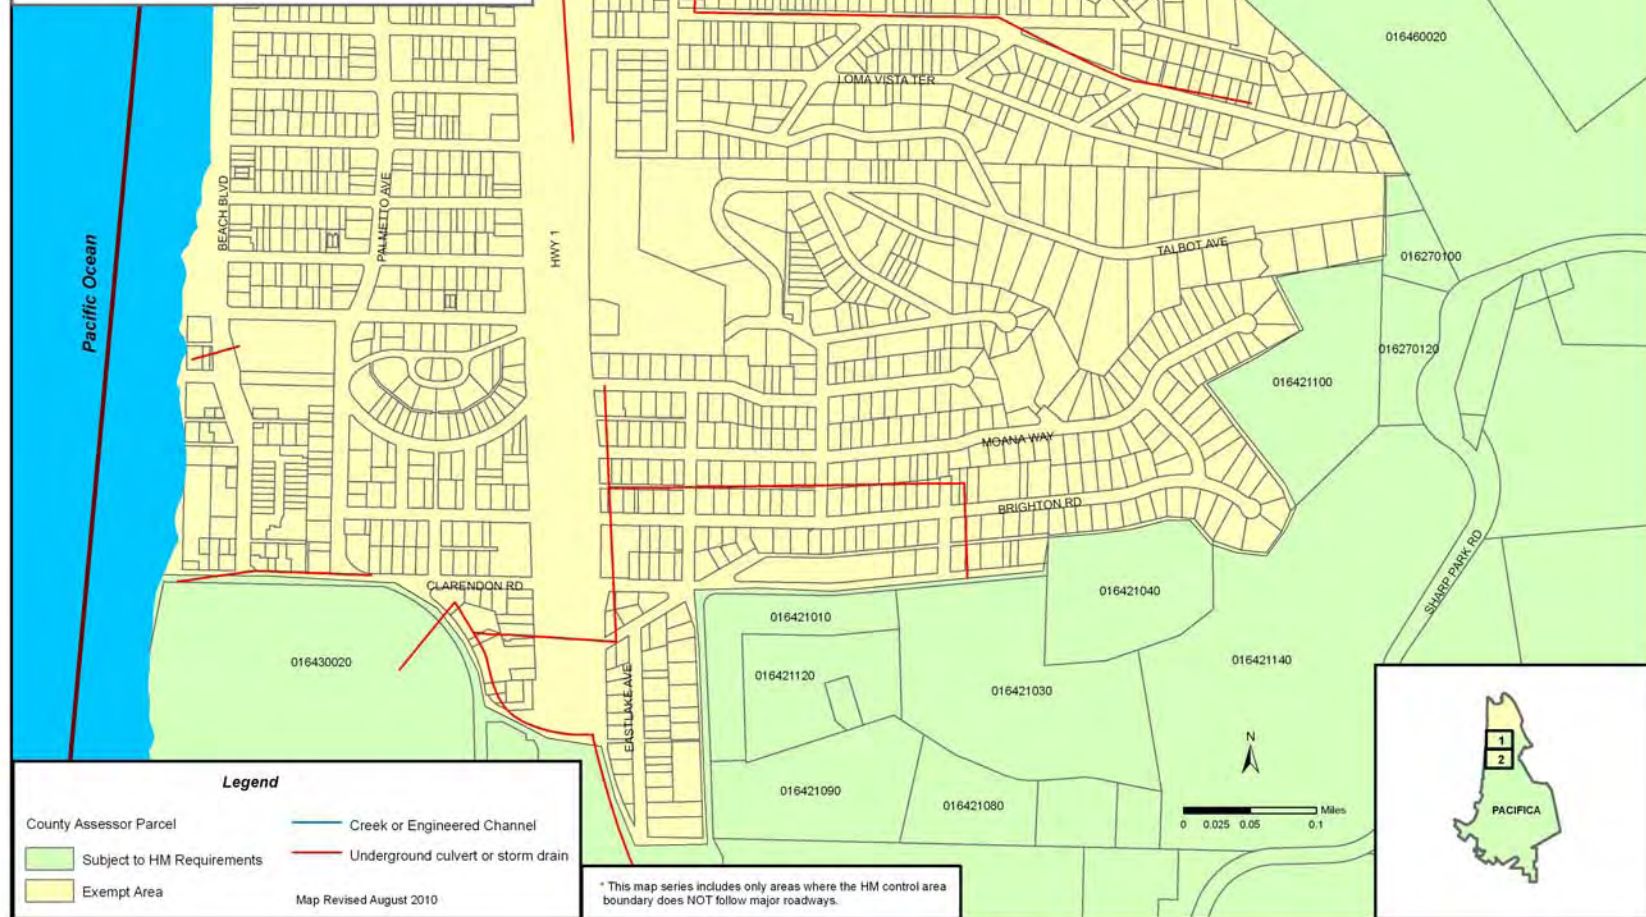 016460020
LOMA VISTA TER
BEACH BLVD
PALMETTO AVE
HWY 1
Pacific Ocean
TALBOT AVE
016270100
016270120
016421100
MOANA WAY
BRIGHTON RD
SHARP PARK RD
CLARENDON RD
016421040
016421010
016430020
016421120
016421030
016421140
EASTLAKE AVE
016421090
016421080
N
Miles
0 0.025 0.05 0.1
1
2
PACIFICA
Legend
County Assessor Parcel
Creek or Engineered Channel
Subject to HM Requirements
Underground culvert or storm drain
Exempt Area
Map Revised August 2010
* This map series includes only areas where the HM control area
boundary does NOT follow major roadways.